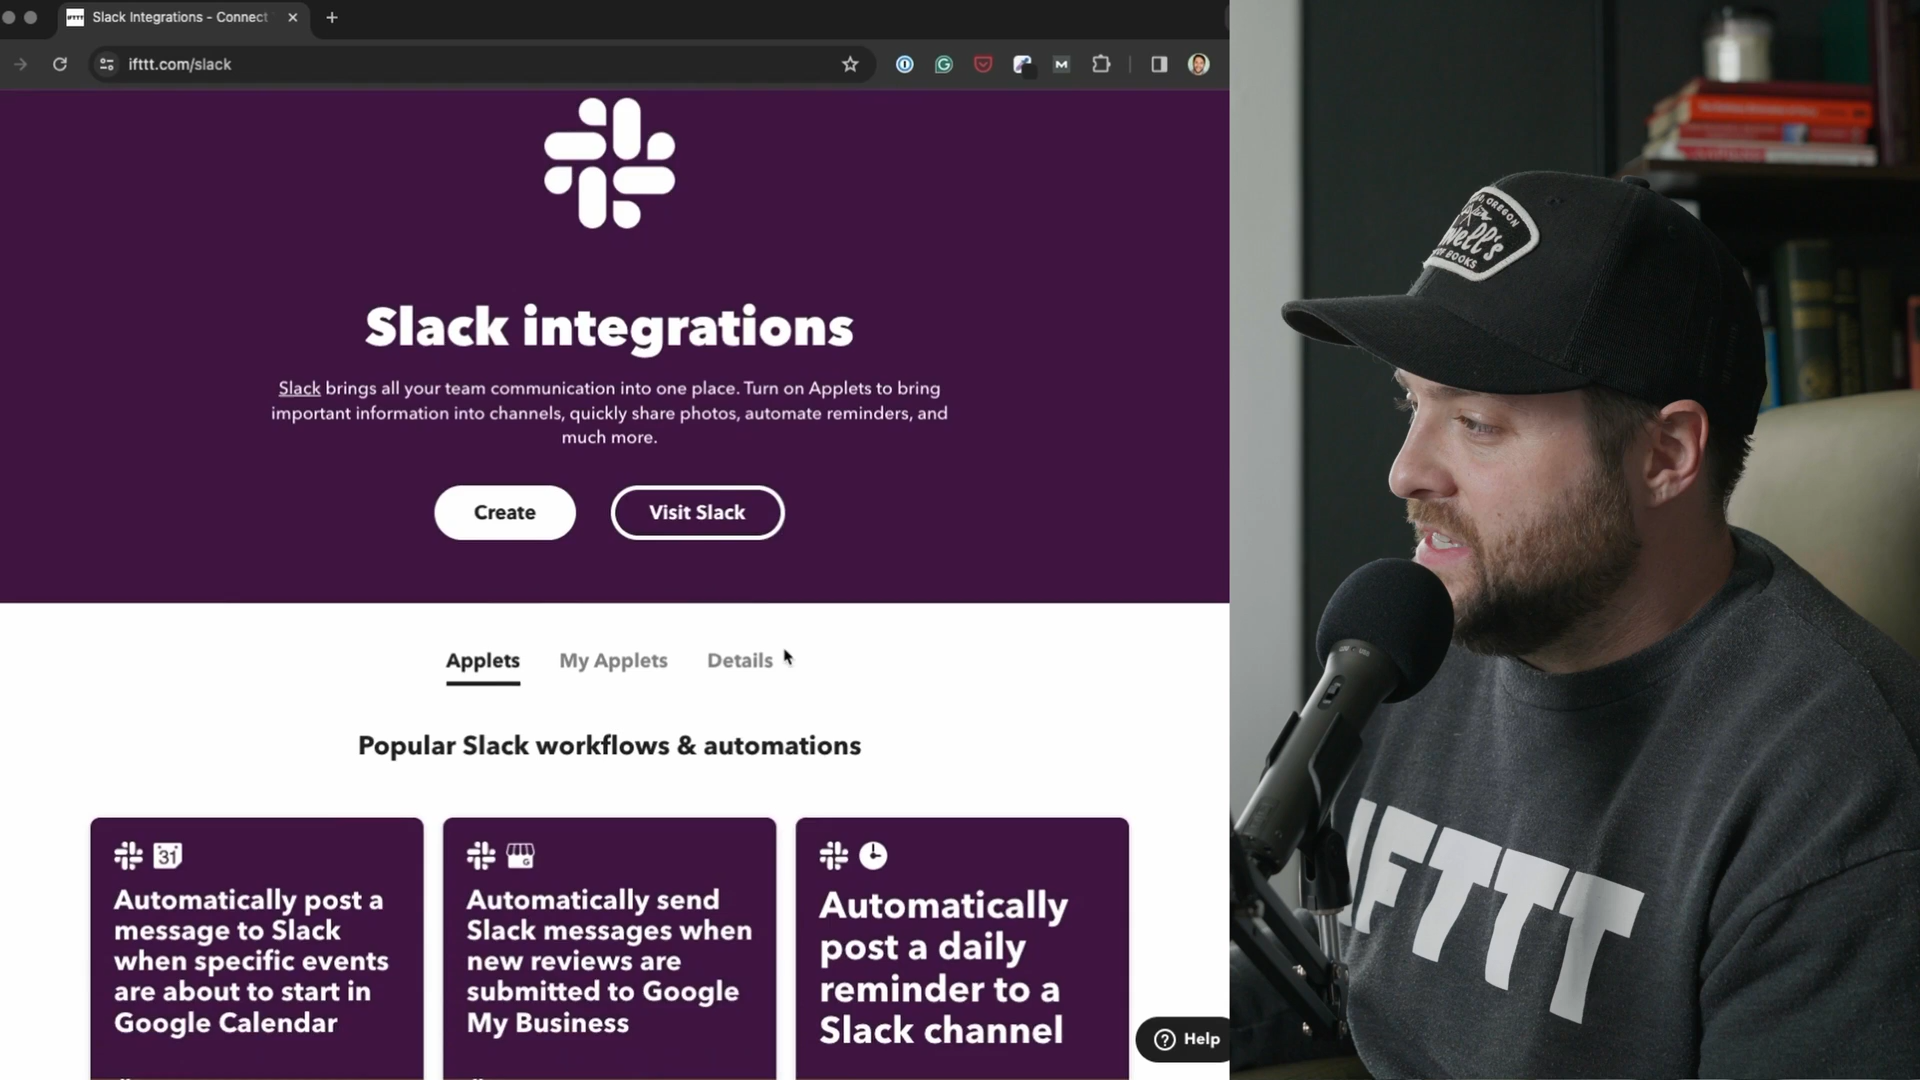 Slack Integrations - Connect
ifttt.com/slack
Slack integrations
Slack brings all your team communication into one place. Turn on Applets to bring
important information into channels, quickly share photos, automate reminders, and
much more.
Create
Visit Slack
Applets
My Applets
Details
Popular Slack workflows & automations
31
Automatically post a
message to Slack
when specific events
are about to start in
Google Calendar
G
Automatically send
Slack messages when
new reviews are
submitted to Google
My Business
Automatically
post a daily
reminder to a
Slack channel
? Help
OREGON
BOOKS
IFTTT